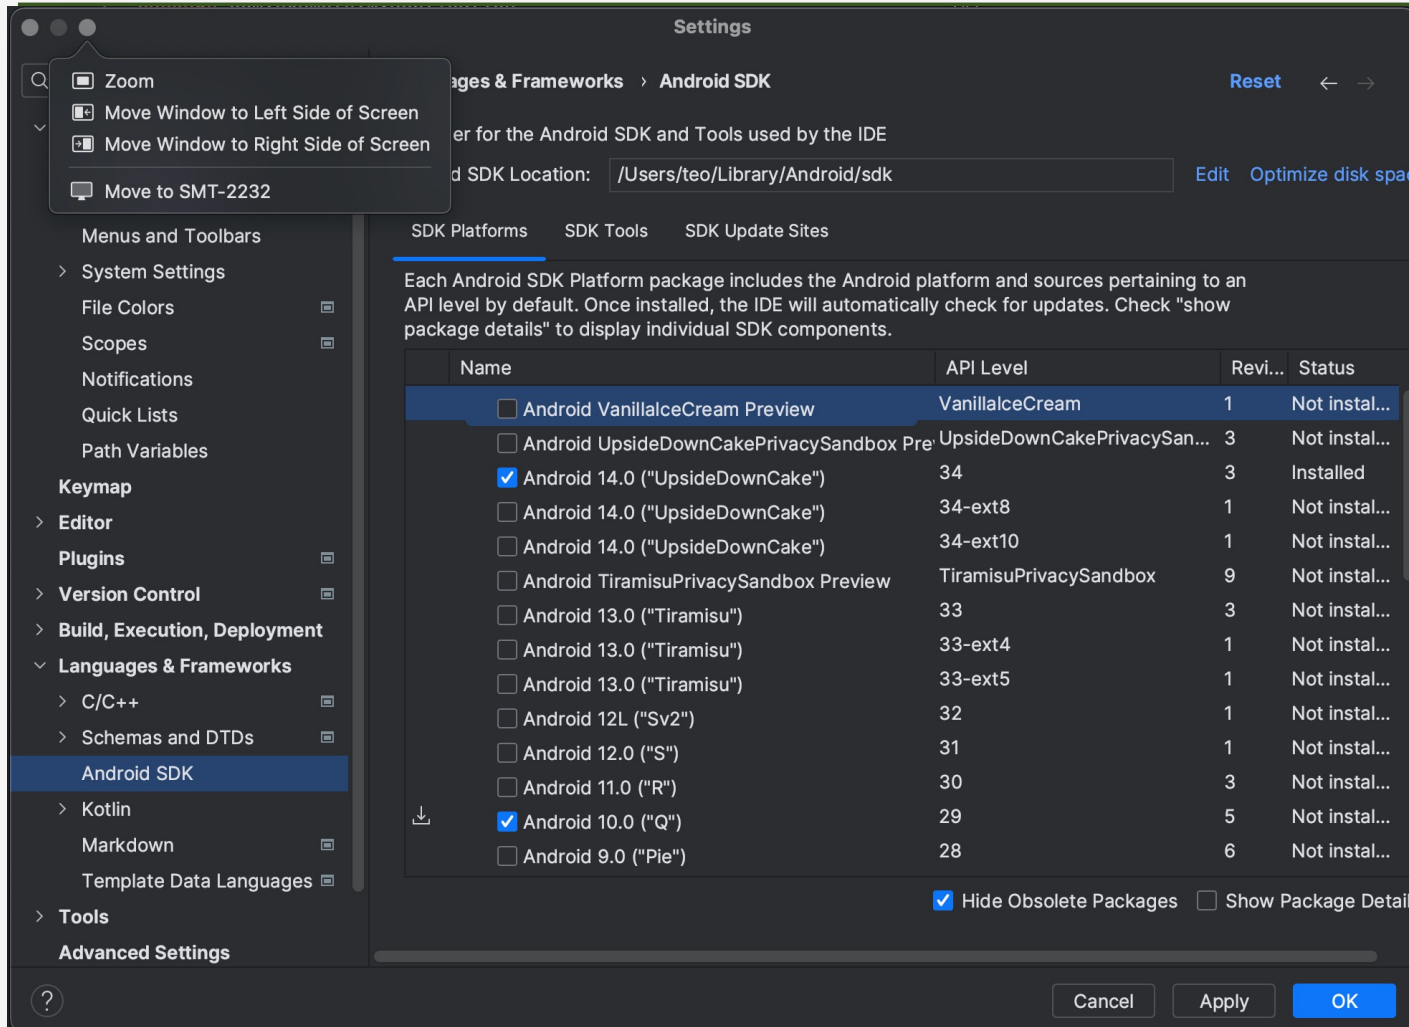 Settings
Zoom
Move Window to Left Side of Screen
Move Window to Right Side of Screen
Move to SMT-2232
& Frameworks › Android SDK
Reset
for the Android SDK and Tools used by the IDE
SDK Location:
/Users/teo/Library/Android/sdk
Edit
Optimize disk
SDK Platforms
SDK Tools
SDK Update Sites
Each Android SDK Platform package includes the Android platform and sources pertaining to an
API level by default. Once installed, the IDE will automatically check for updates. Check "show
package details" to display individual SDK components.
Menus and Toolbars
System Settings
File Colors
Scopes
Notifications
Quick Lists
Path Variables
Keymap
Editor
Plugins
Version Control
Build, Execution, Deployment
Languages & Frameworks
C/C++
Schemas and DTDs
Android SDK
Kotlin
Markdown
Template Data Languages
Tools
Advanced Settings
Name API Level Revi... Status
Android VanillaIceCream Preview VanillaIceCream 1 Not instal...
Android UpsideDownCakePrivacySandbox Pre UpsideDownCakePrivacySan... 3 Not instal...
Android 14.0 ("UpsideDownCake") 34 3 Installed
Android 14.0 ("UpsideDownCake") 34-ext8 1 Not instal...
Android 14.0 ("UpsideDownCake") 34-ext10 1 Not instal...
Android TiramisuPrivacySandbox Preview TiramisuPrivacySandbox 9 Not instal...
Android 13.0 ("Tiramisu") 33 3 Not instal...
Android 13.0 ("Tiramisu") 33-ext4 1 Not instal...
Android 13.0 ("Tiramisu") 33-ext5 1 Not instal...
Android 12L ("Sv2") 32 1 Not instal...
Android 12.0 ("S") 31 1 Not instal...
Android 11.0 ("R") 30 3 Not instal...
Android 10.0 ("Q") 29 5 Not instal...
Android 9.0 ("Pie") 28 6 Not instal...
Hide Obsolete Packages
Show Package Detail
?
Cancel
Apply
OK